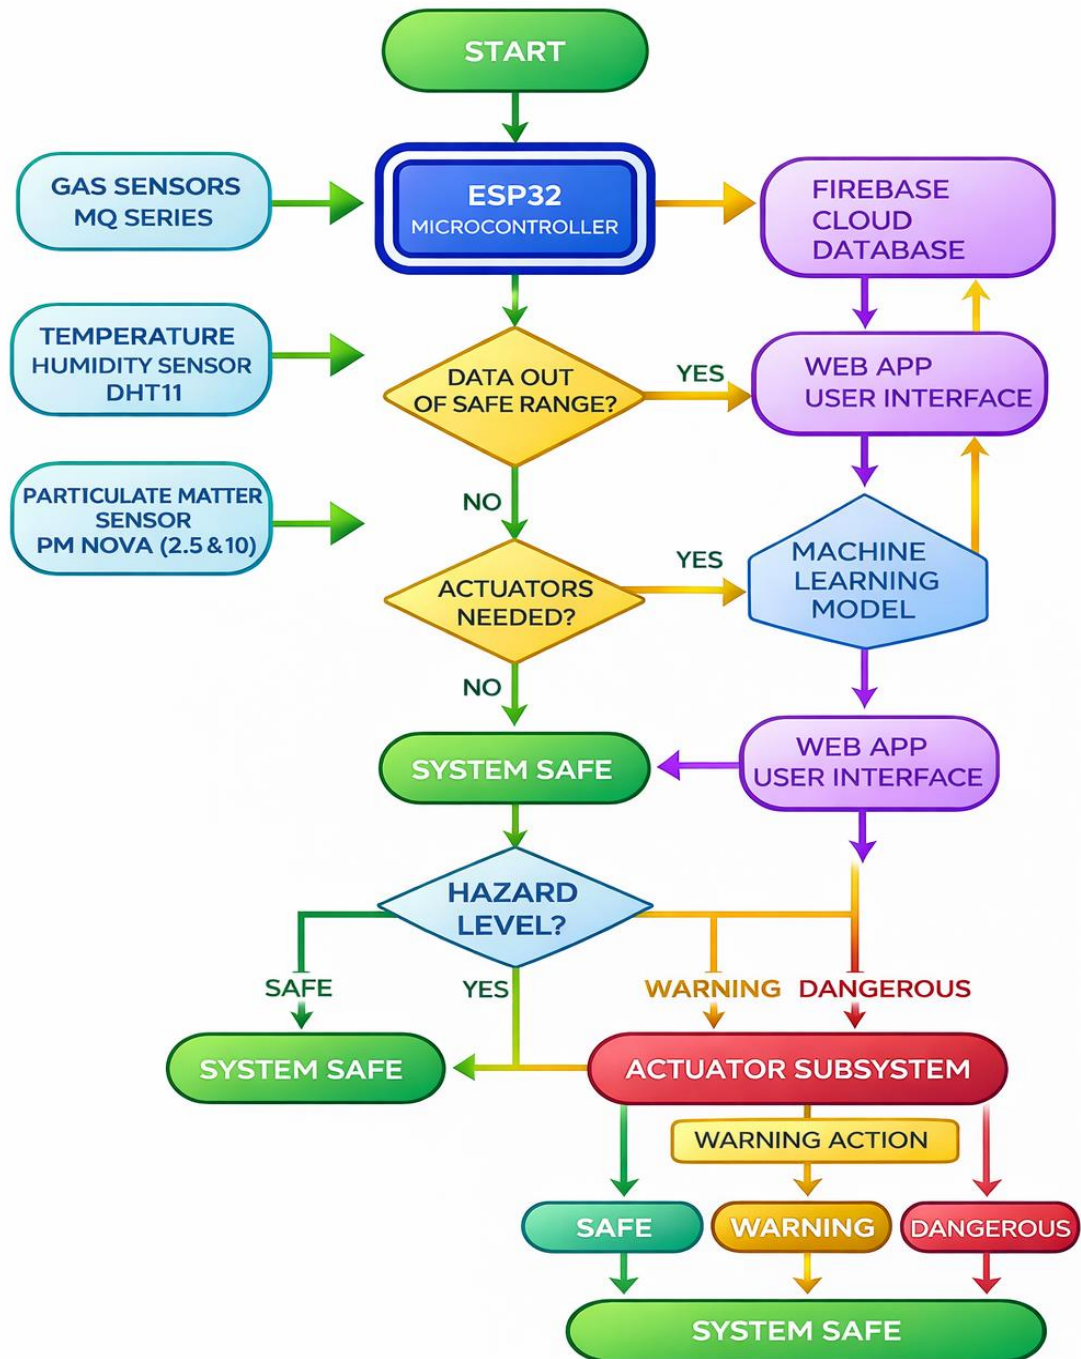 START
GAS SENSORS
MQ SERIES
ESP32
MICROCONTROLLER
FIREBASE
CLOUD
DATABASE
TEMPERATURE
HUMIDITY SENSOR
DHT11
DATA OUT
OF SAFE RANGE?
YES
WEB APP
USER INTERFACE
NO
PARTICULATE MATTER
SENSOR
PM NOVA (2.5 & 10)
ACTUATORS
NEEDED?
YES
MACHINE
LEARNING
MODEL
NO
SYSTEM SAFE
WEB APP
USER INTERFACE
HAZARD
LEVEL?
SAFE
YES
WARNING
DANGEROUS
SYSTEM SAFE
ACTUATOR SUBSYSTEM
WARNING ACTION
SAFE
WARNING
DANGEROUS
SYSTEM SAFE